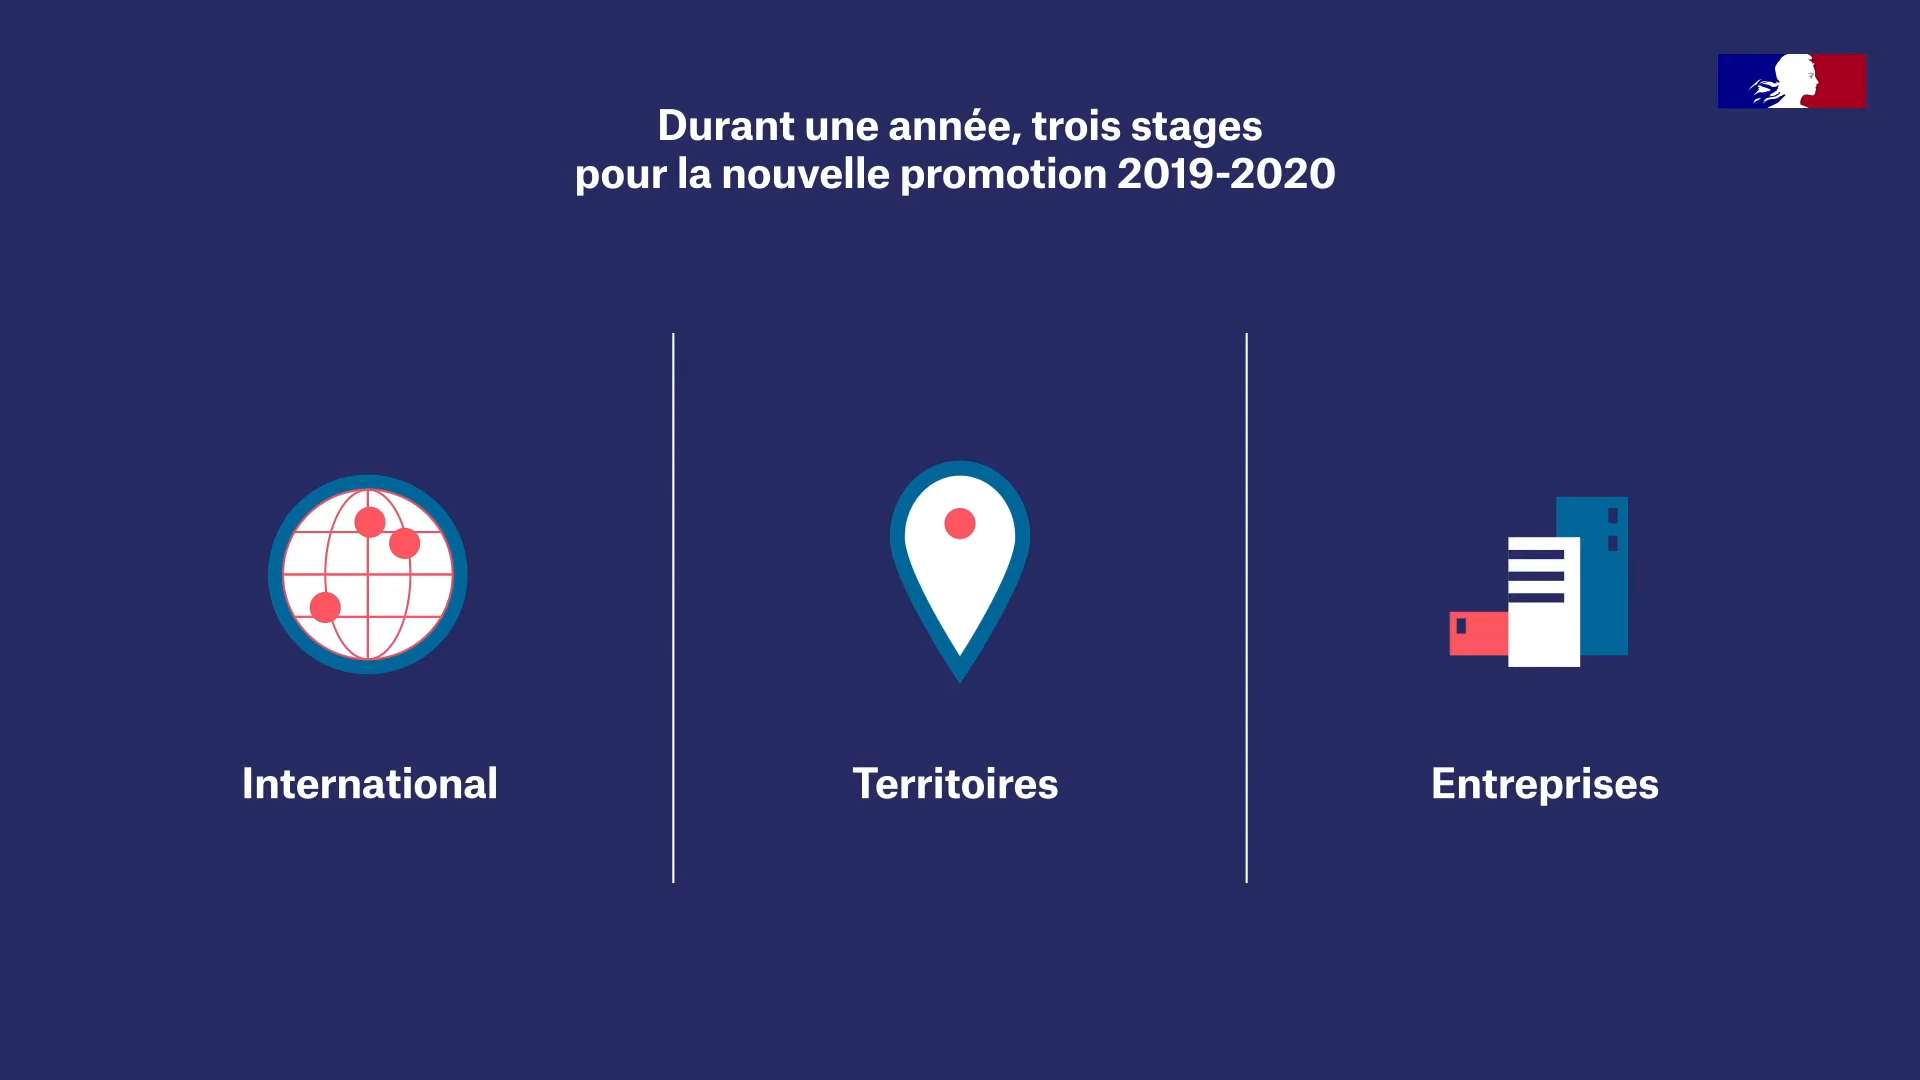 Durant une année, trois stages
pour la nouvelle promotion 2019-2020
International
Territoires
Entreprises